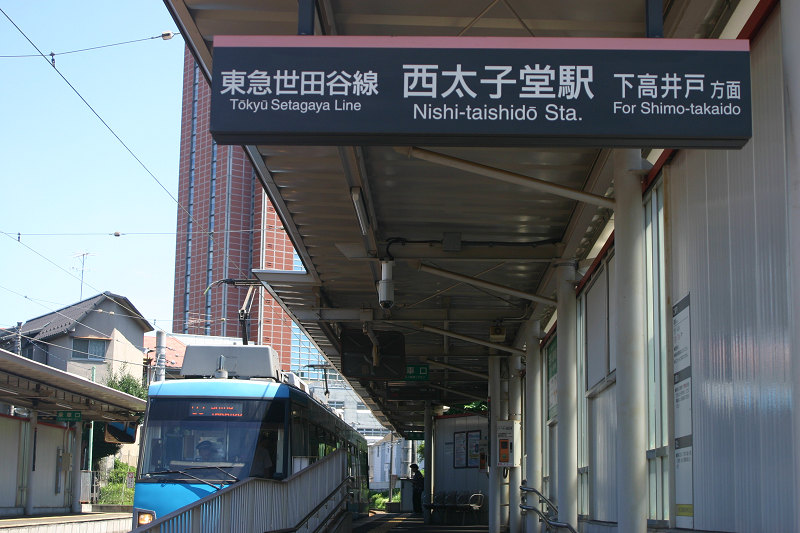 東急世田谷線
Tōkyū Setagaya Line
西太子堂駅
Nishi-taishidō Sta.
下高井戸方面
For Shimo-takaido